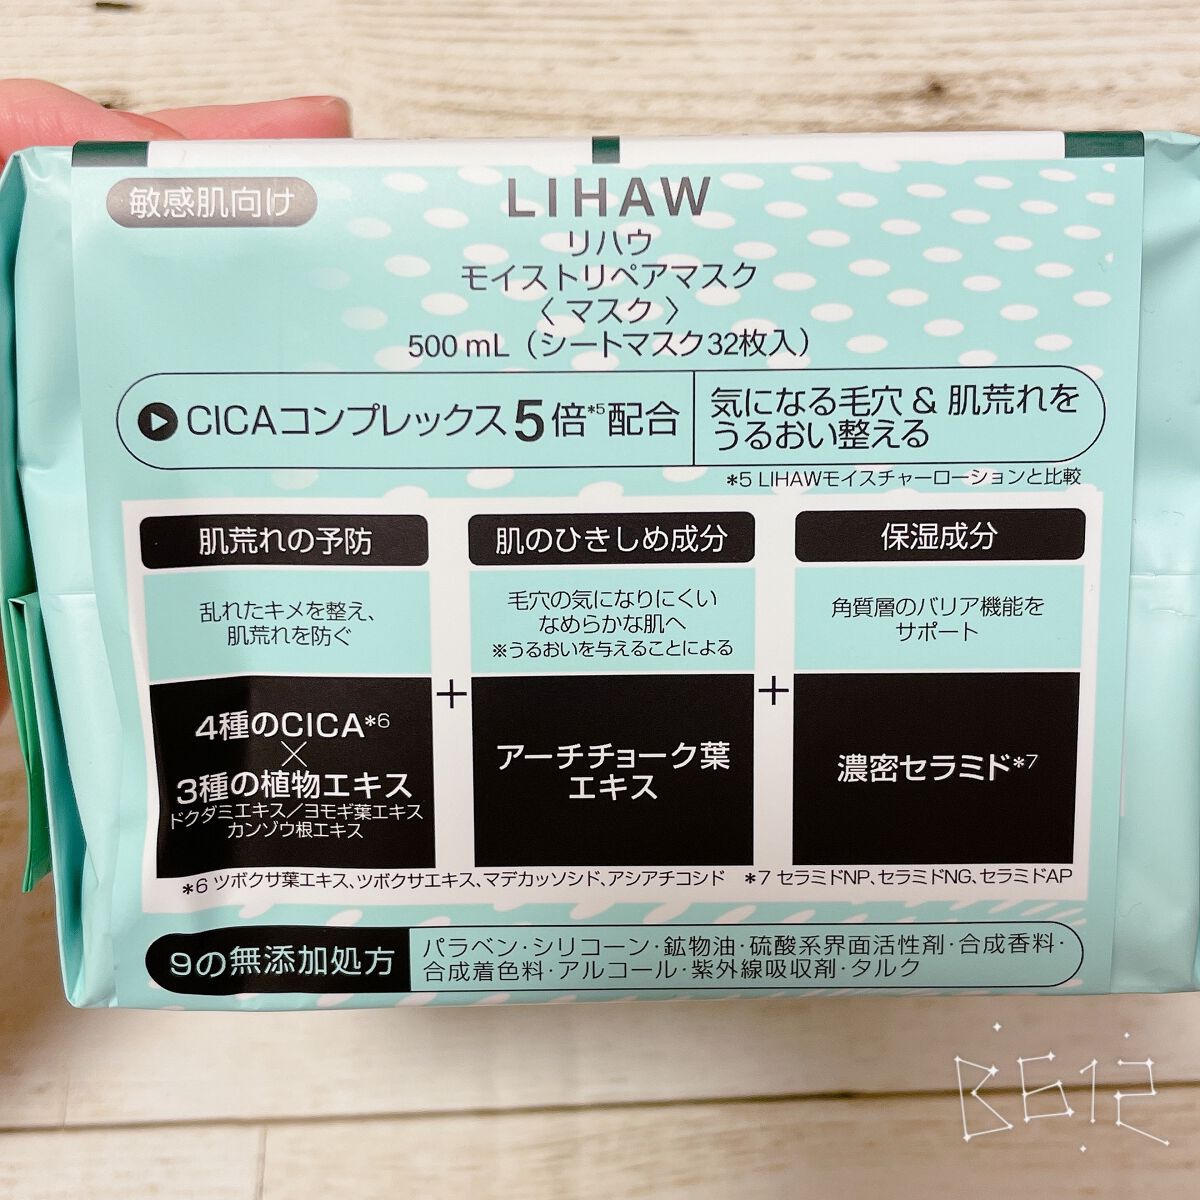 敏感肌向け
LIHAW
リハウ
モイストリペアマスク
〈マスク〉
500mL（シートマスク32枚入）
CICAコンプレックス5倍*5配合
気になる毛穴&肌荒れを
うるおい整える
*5 LIHAWモイスチャーローションと比較
肌荒れの予防
乱れたキメを整え、
肌荒れを防ぐ
4種のCICA*6
×
3種の植物エキス
ドクダミエキス／ヨモギ葉エキス
カンゾウ根エキス
+
肌のひきしめ成分
毛穴の気になりにくい
なめらかな肌へ
※うるおいを与えることによる
アーチチョーク葉
エキス
+
保湿成分
角質層のバリア機能を
サポート
濃密セラミド*7
*6 ツボクサ葉エキス、ツボクサエキス、マデカッソシド、アシアチコシド
*7 セラミドNP、セラミドNG、セラミドAP
9の無添加処方
パラベン・シリコーン・鉱物油・硫酸系界面活性剤・合成香料・
合成着色料・アルコール・紫外線吸収剤・タルク
B612